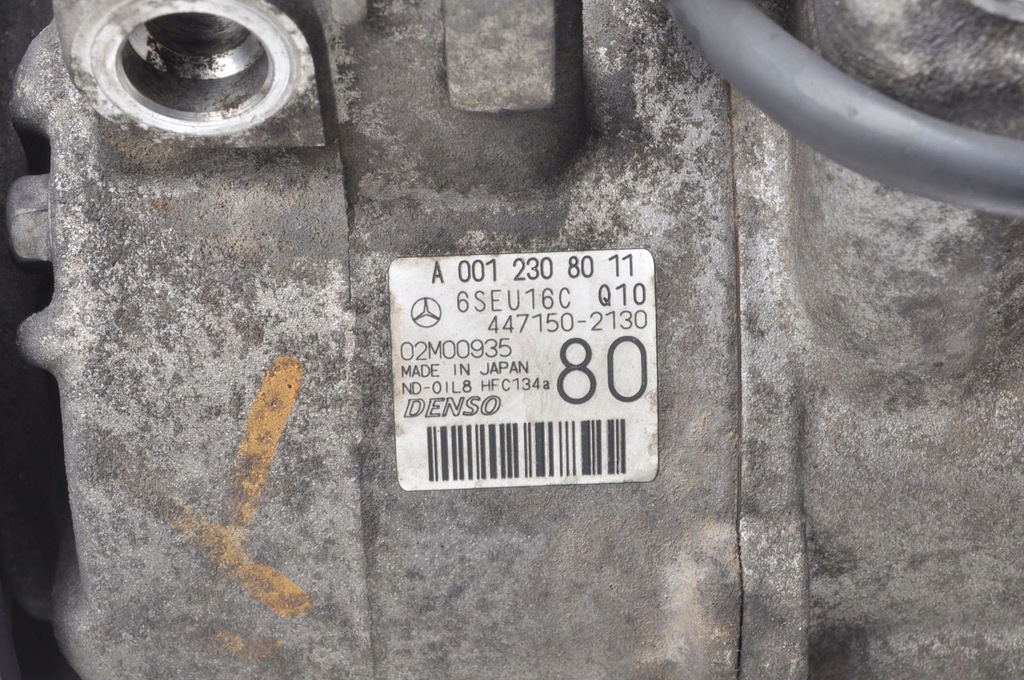 A 001 230 80 11
6SEU16C Q10
447150-2130
02M00935
MADE IN JAPAN
ND-OIL8 HFC134a
80
DENSO